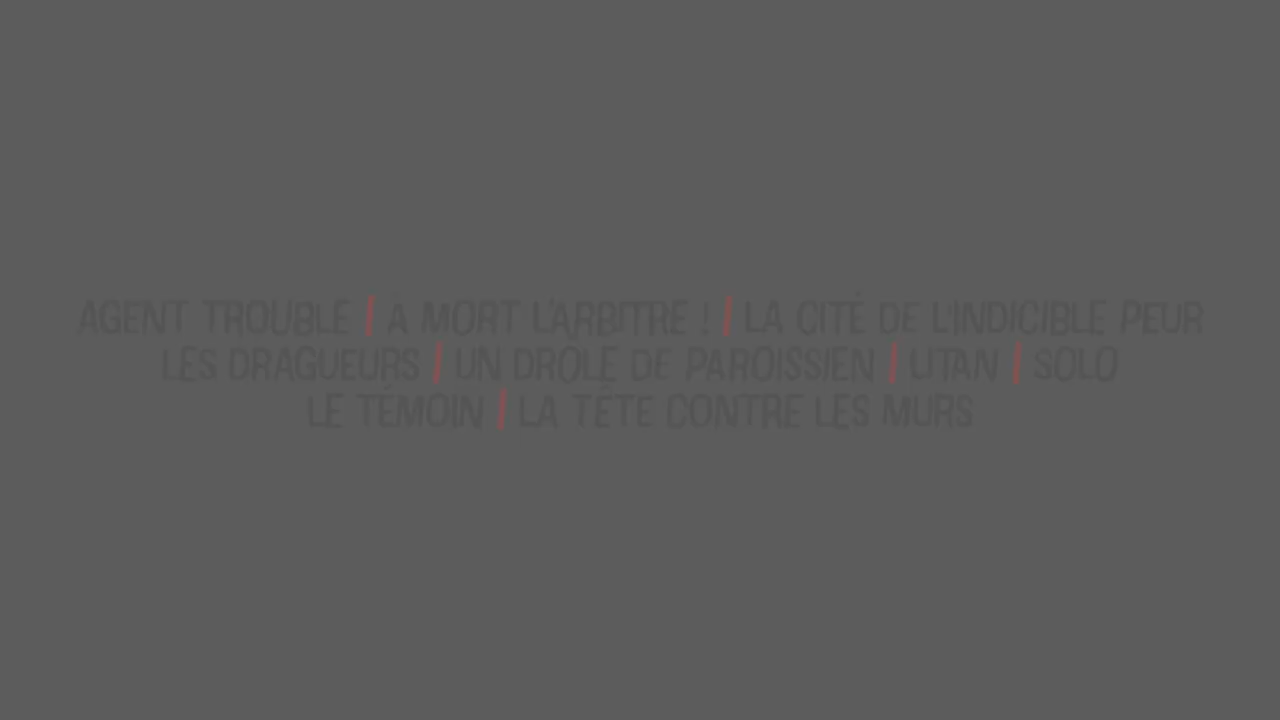 AGENT TROUBLE / À MORT L'ARBITRE ! / LA CITÉ DE L'INDICIBLE PEUR
LES DRAGUEURS / UN DRÔLE DE PAROISSIEN / LITAN / SOLO
LE TÉMOIN / LA TÊTE CONTRE LES MURS